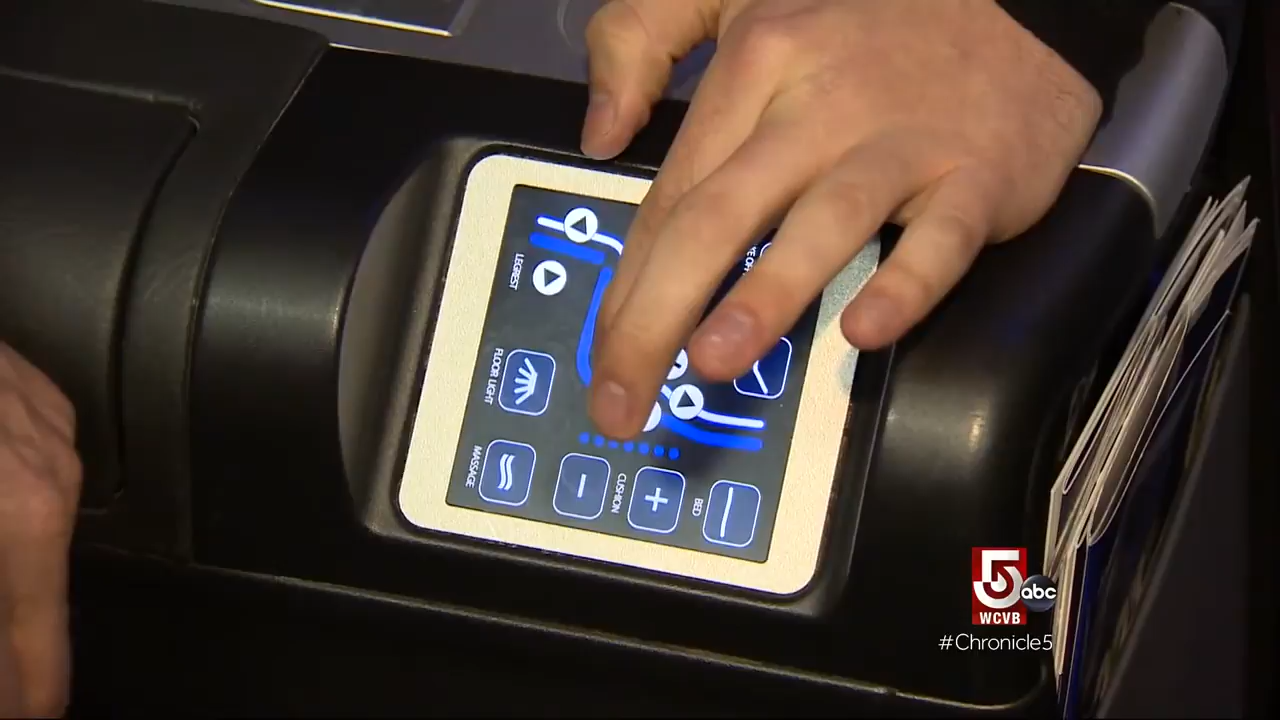 LEGREST
FLOOR LIGHT
MASSAGE
CUSHION
BED
5
abc
WCVB
#Chronicle5